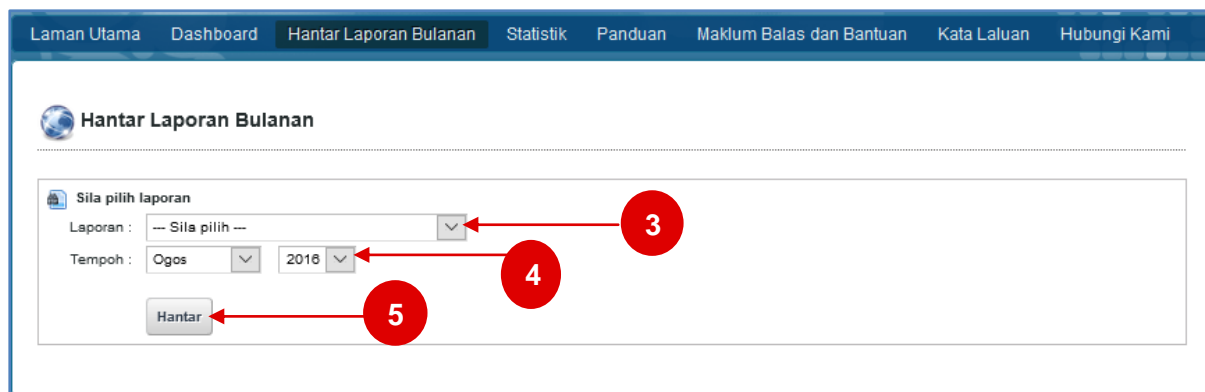 Laman Utama Dashboard Hantar Laporan Bulanan Statistik Panduan Maklum Balas dan Bantuan Kata Laluan Hubungi Kami
Hantar Laporan Bulanan
Sila pilih laporan
Laporan : --- Sila pilih --- 3
Tempoh : Ogos 2016 4
Hantar 5